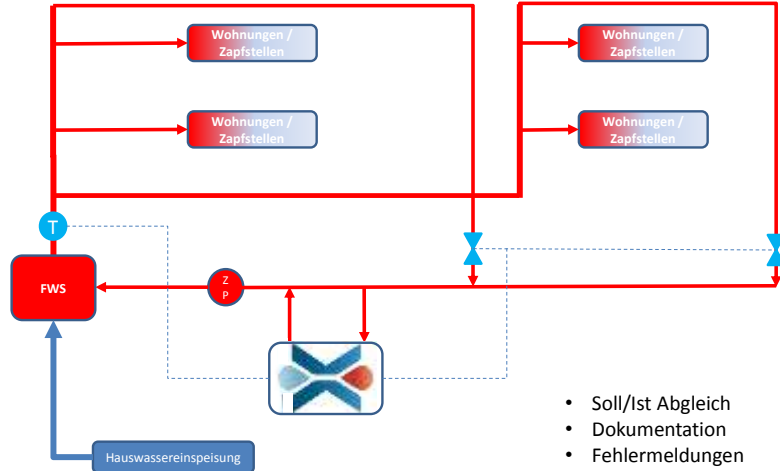 Wohnungen /
Zapfstellen
Wohnungen /
Zapfstellen
Wohnungen /
Zapfstellen
Wohnungen /
Zapfstellen
T
FWS
Z
P
Hauswassereinspeisung
• Soll/Ist Abgleich
• Dokumentation
• Fehlermeldungen